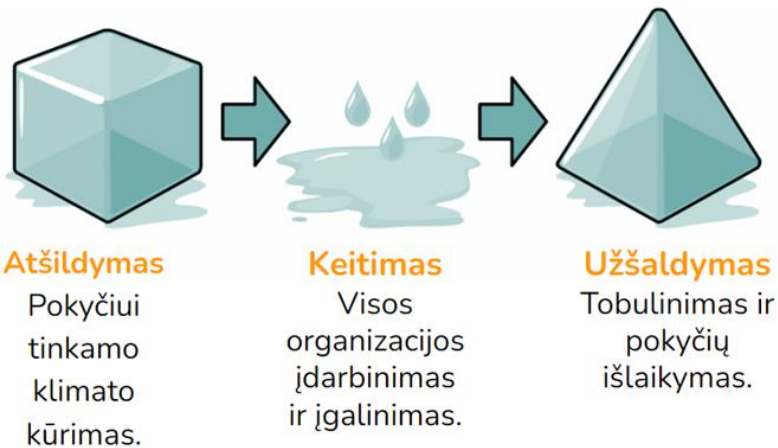 Atšildymas
Pokyčiui
tinkamo
klimato
kūrimas.
Keitimas
Visos
organizacijos
įdarbinimas
ir įgalinimas.
Užšaldymas
Tobulinimas ir
pokyčių
išlaikymas.